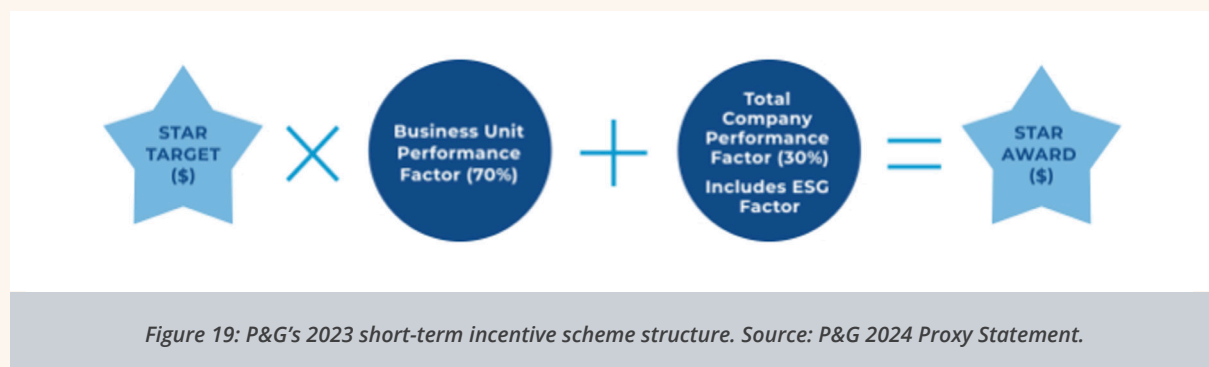 STAR
TARGET
($)
Business Unit
Performance
Factor (70%)
Total
Company
Performance
Factor (30%)
Includes ESG
Factor
STAR
AWARD
($)
Figure 19: P&G’s 2023 short-term incentive scheme structure. Source: P&G 2024 Proxy Statement.